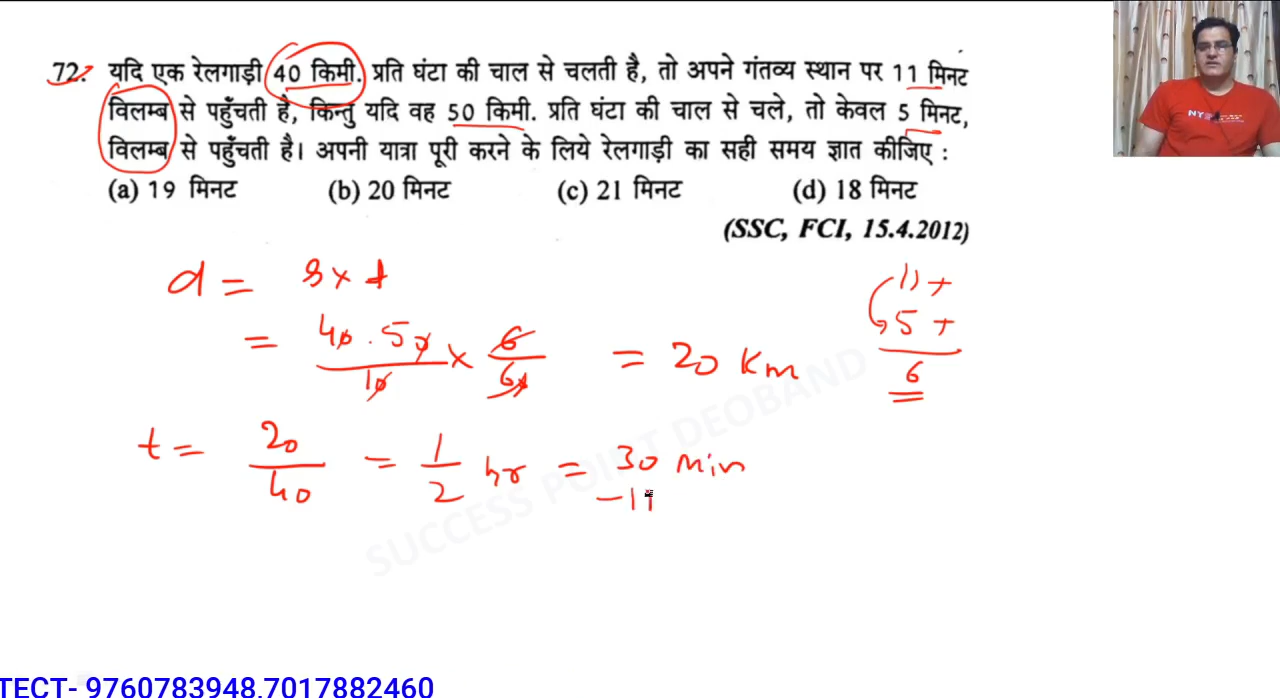 72. यदि एक रेलगाड़ी 40 किमी. प्रति घंटा की चाल से चलती है, तो अपने गंतव्य स्थान पर 11 मिनट
विलम्ब से पहुँचती है, किन्तु यदि वह 50 किमी. प्रति घंटा की चाल से चले, तो केवल 5 मिनट,
विलम्ब से पहुँचती है। अपनी यात्रा पूरी करने के लिये रेलगाड़ी का सही समय ज्ञात कीजिए :
(a) 19 मिनट (b) 20 मिनट (c) 21 मिनट (d) 18 मिनट
(SSC, FCI, 15.4.2012)
d = s × t
= 40 . 50 / 10 × 6 / 60 = 20 Km
11 +
5 +
6
t = 20 / 40 = 1 / 2 hr = 30 Min
-11
SUCCESS POINT DEOBAND
NY
ТЕСТ- 9760783948,7017882460